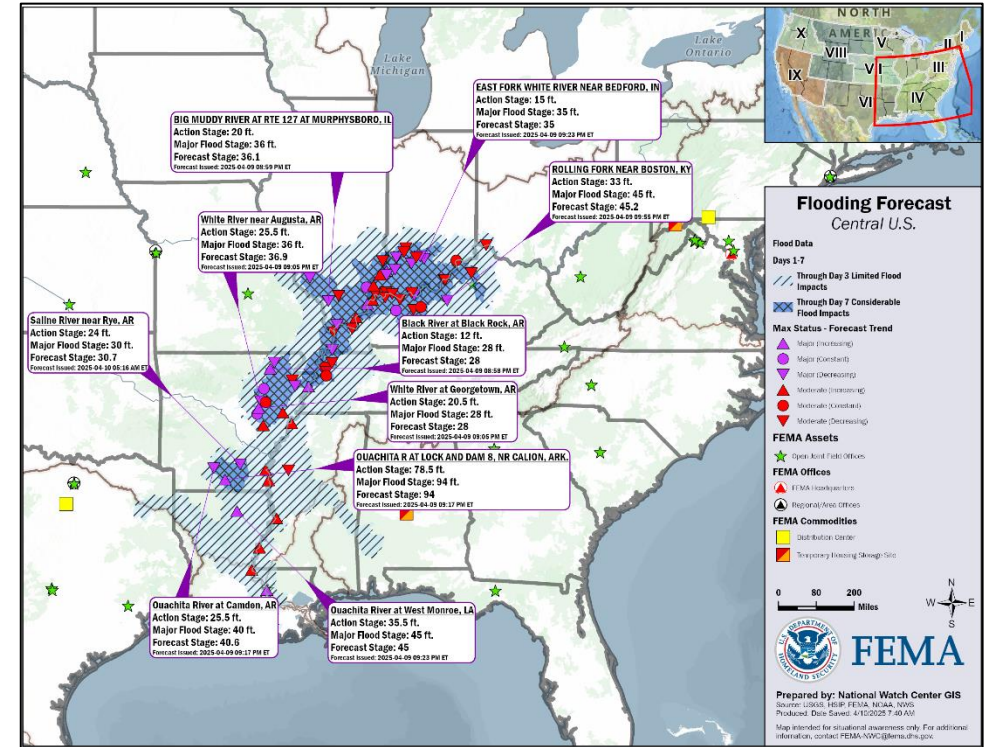 NORTH
AMERIC
X
VIII
V
II
I
III
IX
VI
VI
IV
Lake
Michigan
Lake
Ontario
EAST FORK WHITE RIVER NEAR BEDFORD, IN
Action Stage: 15 ft.
Major Flood Stage: 35 ft.
Forecast Stage: 35
Forecast Issued: 2025-04-09 09:23 PM ET
BIG MUDDY RIVER AT RTE 127 AT MURPHYSBORO, IL
Action Stage: 20 ft.
Major Flood Stage: 36 ft.
Forecast Stage: 36.1
Forecast Issued: 2025-04-09 08:59 PM ET
ROLLING FORK NEAR BOSTON, KY
Action Stage: 33 ft.
Major Flood Stage: 45 ft.
Forecast Stage: 45.2
Forecast Issued: 2025-04-09 09:55 PM ET
White River near Augusta, AR
Action Stage: 25.5 ft.
Major Flood Stage: 36 ft.
Forecast Stage: 36.9
Forecast Issued: 2025-04-09 09:05 PM ET
Saline River near Rye, AR
Action Stage: 24 ft.
Major Flood Stage: 30 ft.
Forecast Stage: 30.7
Forecast Issued: 2025-04-10 05:16 AM ET
Black River at Black Rock, AR
Action Stage: 12 ft.
Major Flood Stage: 28 ft.
Forecast Stage: 28
Forecast Issued: 2025-04-09 08:58 PM ET
White River at Georgetown, AR
Action Stage: 20.5 ft.
Major Flood Stage: 28 ft.
Forecast Stage: 28
Forecast Issued: 2025-04-09 09:05 PM ET
OUACHITA R AT LOCK AND DAM 8, NR CALION, ARK.
Action Stage: 78.5 ft.
Major Flood Stage: 94 ft.
Forecast Stage: 94
Forecast Issued: 2025-04-09 09:17 PM ET
Ouachita River at Camden, AR
Action Stage: 25.5 ft.
Major Flood Stage: 40 ft.
Forecast Stage: 40.6
Forecast Issued: 2025-04-09 09:17 PM ET
Ouachita River at West Monroe, LA
Action Stage: 35.5 ft.
Major Flood Stage: 45 ft.
Forecast Stage: 45
Forecast Issued: 2025-04-09 09:23 PM ET
Flooding Forecast
Central U.S.
Flood Data
Days 1-7
Through Day 3 Limited Flood
Impacts
Through Day 7 Considerable
Flood Impacts
Max Status - Forecast Trend
Major (Increasing)
Major (Constant)
Major (Decreasing)
Moderate (Increasing)
Moderate (Constant)
Moderate (Decreasing)
FEMA Assets
Open Joint Field Offices
FEMA Offices
FEMA Headquarters
Regional/Area Offices
FEMA Commodities
Distribution Center
Temporary Housing Storage Site
0 80 200
Miles
N
W E
S
U.S. DEPARTMENT OF
HOMELAND SECURITY
FEMA
Prepared by: National Watch Center GIS
Source: USGS, HSIP, FEMA, NOAA, NWS
Produced: Date Saved: 4/10/2025 7:40 AM
Map intended for situational awareness only. For additional
information, contact FEMA-NWC@fema.dhs.gov.